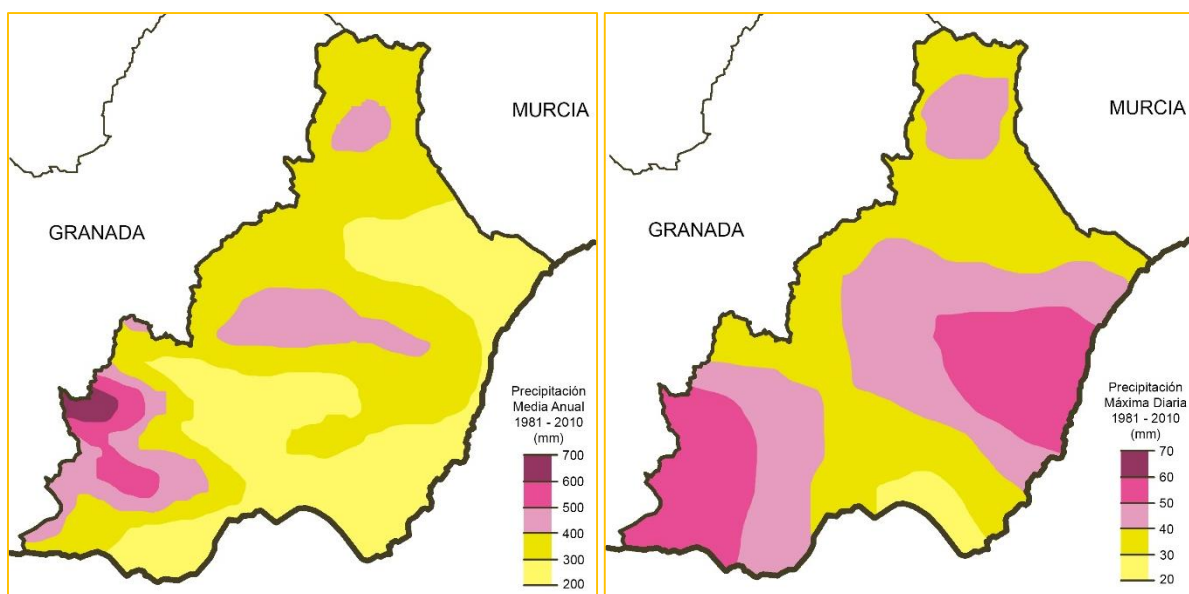 MURCIA
GRANADA
Precipitación
Media Anual
1981 - 2010
(mm)
700
600
500
400
300
200
MURCIA
GRANADA
Precipitación
Máxima Diaria
1981 - 2010
(mm)
70
60
50
40
30
20